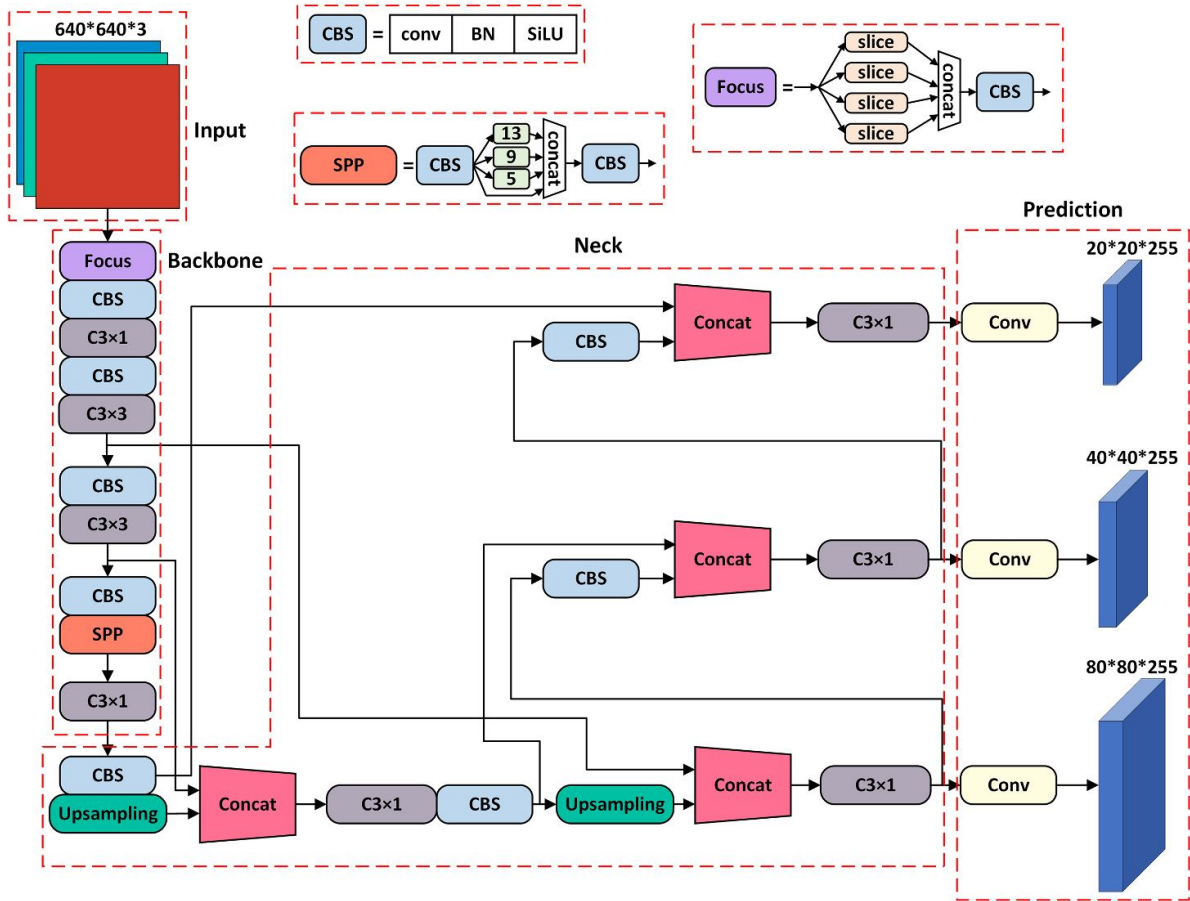 640*640*3
Input
CBS = conv BN SiLU
Focus = slice slice slice slice concat CBS
SPP = CBS 13 9 5 concat CBS
Backbone
Focus
CBS
C3×1
CBS
C3×3
CBS
C3×3
CBS
SPP
C3×1
Neck
CBS
Upsampling
Concat
C3×1
CBS
Upsampling
Concat
C3×1
CBS
Concat
C3×1
CBS
Concat
C3×1
Prediction
20*20*255
Conv
40*40*255
Conv
80*80*255
Conv